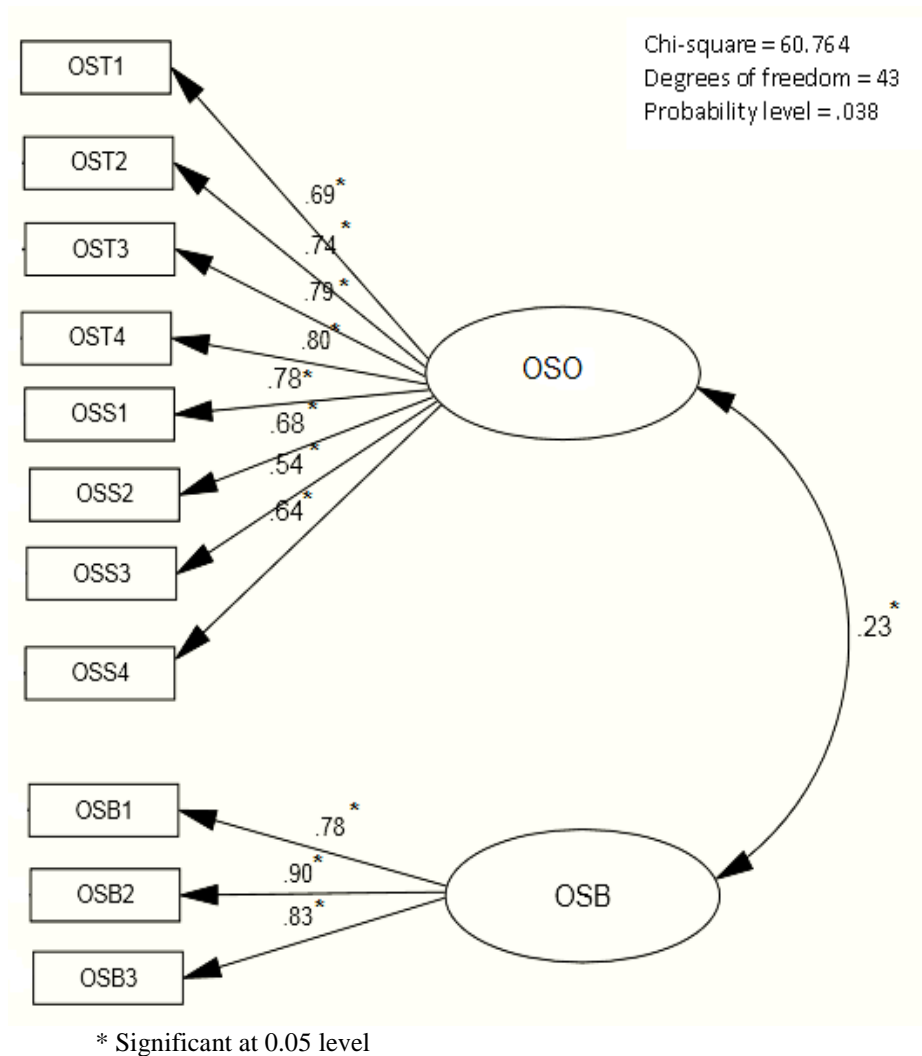 Chi-square = 60.764
Degrees of freedom = 43
Probability level = .038
OST1
OST2
OST3
OST4
OSS1
OSS2
OSS3
OSS4
.69*
.74*
.79*
.80*
.78*
.68*
.54*
.64*
OSO
.23*
OSB1
OSB2
OSB3
.78*
.90*
.83*
OSB
* Significant at 0.05 level